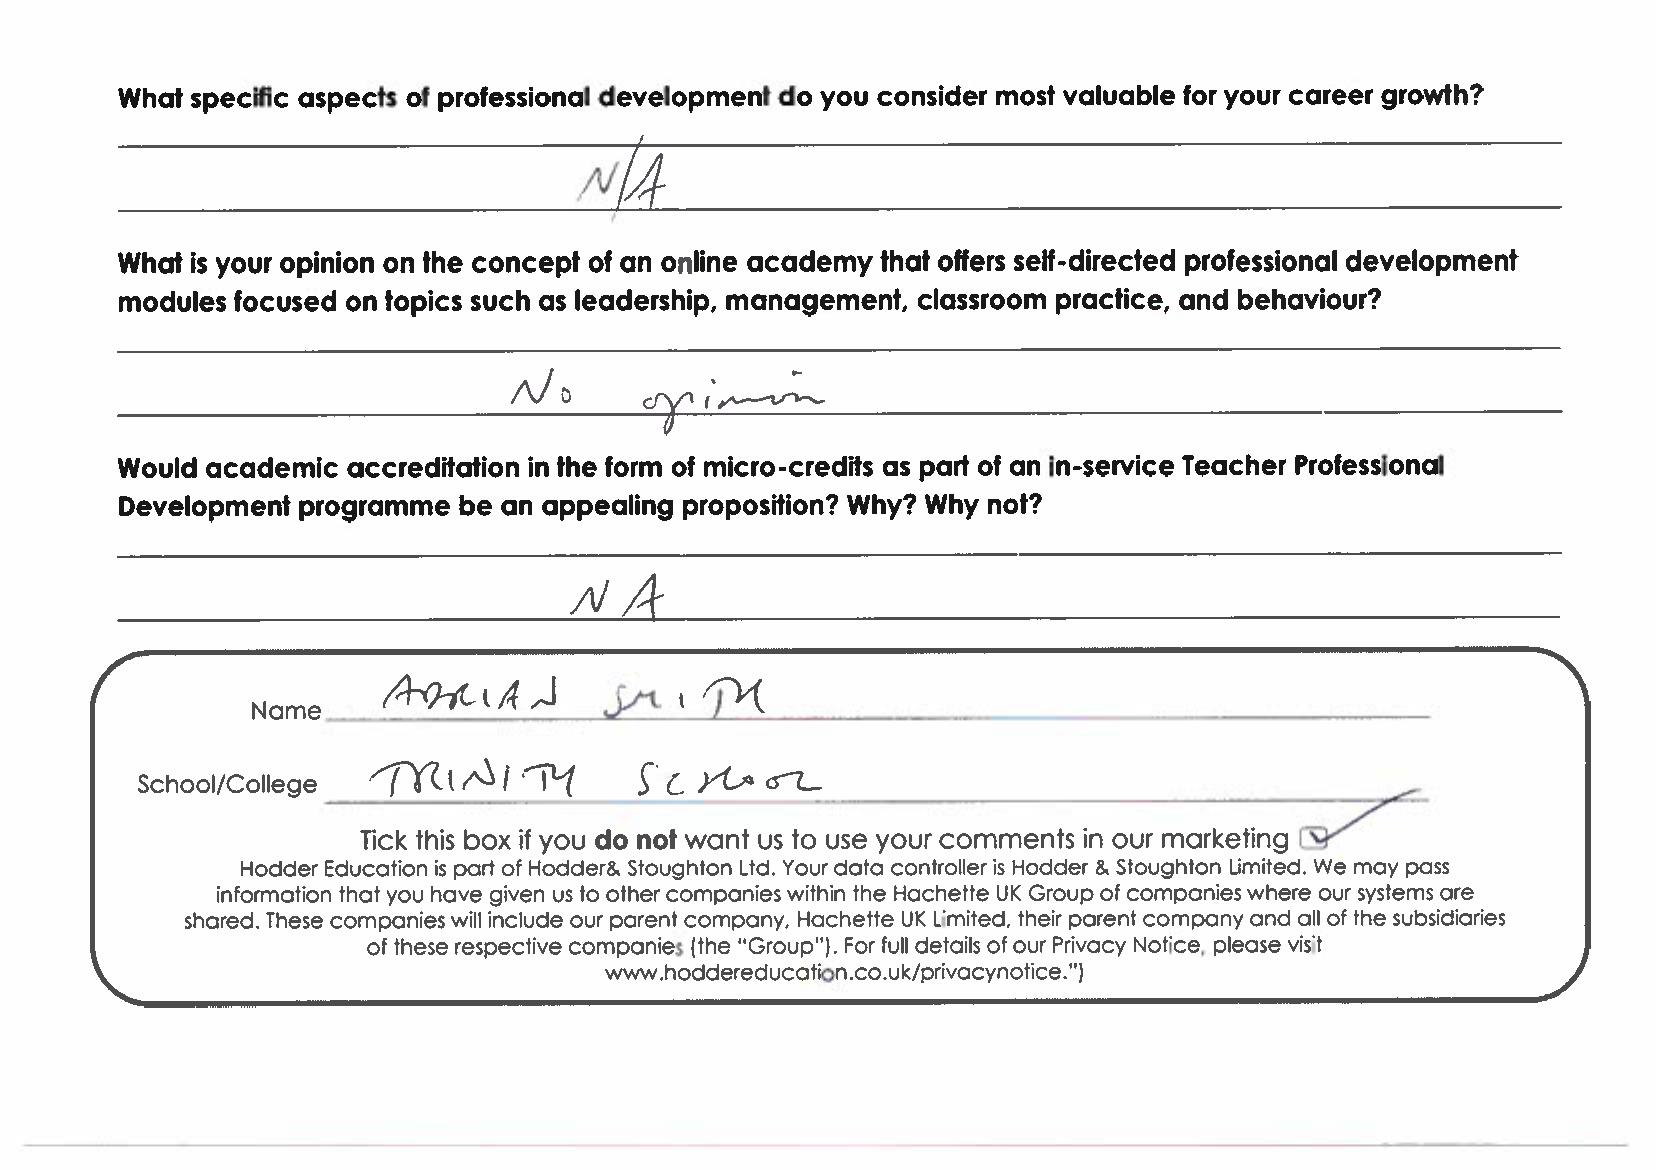 What specific aspects of professional development do you consider most valuable for your career growth?
N/A
What is your opinion on the concept of an online academy that offers self-directed professional development
modules focused on topics such as leadership, management, classroom practice, and behaviour?
No opinion
Would academic accreditation in the form of micro-credits as part of an in-service Teacher Professional
Development programme be an appealing proposition? Why? Why not?
NA
Name ADRIAN SMITH
School/College TRINITY SCHOOL
Tick this box if you do not want us to use your comments in our marketing
Hodder Education is part of Hodder& Stoughton Ltd. Your data controller is Hodder & Stoughton Limited. We may pass
information that you have given us to other companies within the Hachette UK Group of companies where our systems are
shared. These companies will include our parent company, Hachette UK Limited, their parent company and all of the subsidiaries
of these respective companies (the "Group"). For full details of our Privacy Notice, please visit
www.hoddereducation.co.uk/privacynotice.")